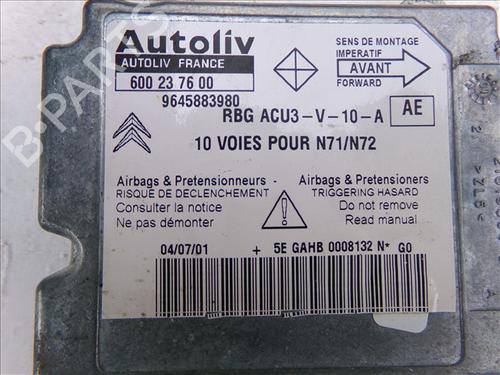 Autoliv
AUTOLIV FRANCE
600 23 76 00
9645883980
SENS DE MONTAGE
IMPERATIF
AVANT
FORWARD
RBG ACU3-V-10-A
AE
10 VOIES POUR N71/N72
Airbags & Pretensionneurs -
RISQUE DE DECLENCHEMENT
Consulter la notice
Ne pas démonter
Airbags & Pretensioners
TRIGGERING HASARD
Do not remove
Read manual
04/07/01 + 5E GAHB 0008132 N* G0
B-PARTS